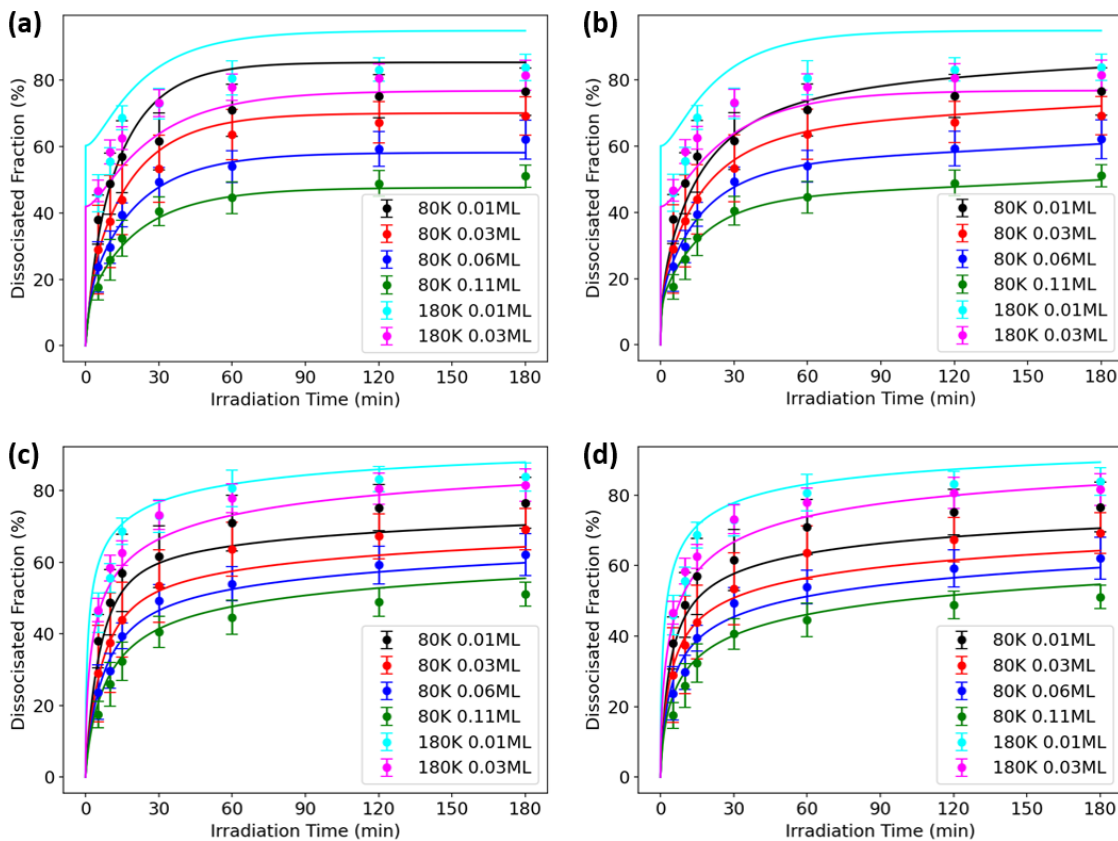 (a)
Dissocisated Fraction (%)
80
60
40
20
0
80K 0.01ML
80K 0.03ML
80K 0.06ML
80K 0.11ML
180K 0.01ML
180K 0.03ML
0 30 60 90 120 150 180
Irradiation Time (min)
(b)
Dissocisated Fraction (%)
80
60
40
20
0
80K 0.01ML
80K 0.03ML
80K 0.06ML
80K 0.11ML
180K 0.01ML
180K 0.03ML
0 30 60 90 120 150 180
Irradiation Time (min)
(c)
Dissocisated Fraction (%)
80
60
40
20
0
80K 0.01ML
80K 0.03ML
80K 0.06ML
80K 0.11ML
180K 0.01ML
180K 0.03ML
0 30 60 90 120 150 180
Irradiation Time (min)
(d)
Dissocisated Fraction (%)
80
60
40
20
0
80K 0.01ML
80K 0.03ML
80K 0.06ML
80K 0.11ML
180K 0.01ML
180K 0.03ML
0 30 60 90 120 150 180
Irradiation Time (min)